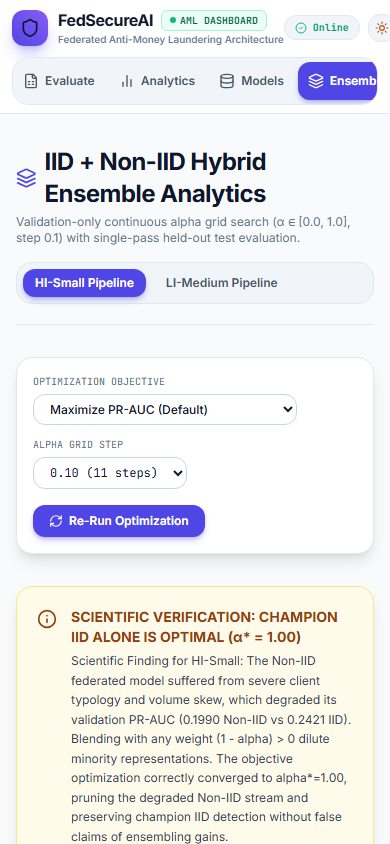 FedSecureAI
AML DASHBOARD
Online
Federated Anti-Money Laundering Architecture
Evaluate
Analytics
Models
Ensemb
IID + Non-IID Hybrid
Ensemble Analytics
Validation-only continuous alpha grid search (α ∈ [0.0, 1.0],
step 0.1) with single-pass held-out test evaluation.
HI-Small Pipeline
LI-Medium Pipeline
OPTIMIZATION OBJECTIVE
Maximize PR-AUC (Default)
ALPHA GRID STEP
0.10 (11 steps)
Re-Run Optimization
SCIENTIFIC VERIFICATION: CHAMPION
IID ALONE IS OPTIMAL (α* = 1.00)
Scientific Finding for HI-Small: The Non-IID
federated model suffered from severe client
typology and volume skew, which degraded its
validation PR-AUC (0.1990 Non-IID vs 0.2421 IID).
Blending with any weight (1 - alpha) > 0 dilute
minority representations. The objective
optimization correctly converged to alpha*=1.00,
pruning the degraded Non-IID stream and
preserving champion IID detection without false
claims of ensembling gains.